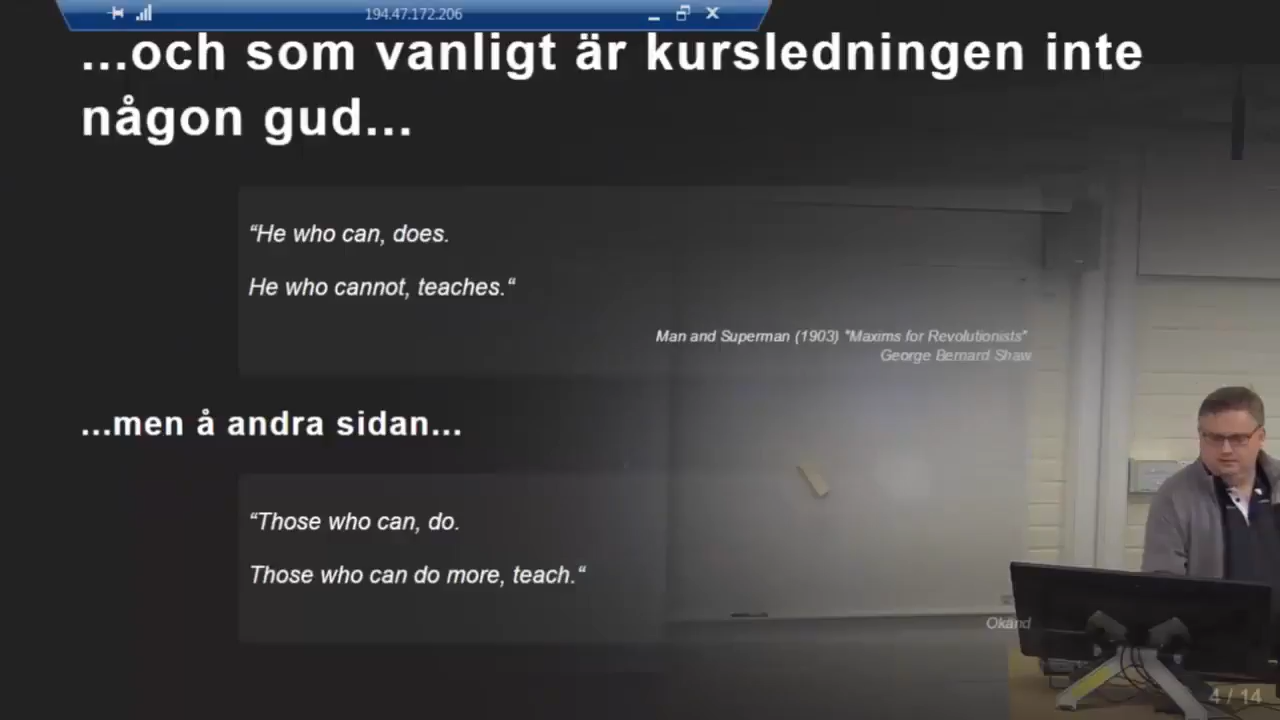 194.47.172.206
...och som vanligt är kursledningen inte
någon gud...
“He who can, does.
He who cannot, teaches.“
Man and Superman (1903) "Maxims for Revolutionists"
George Bernard Shaw
...men å andra sidan...
“Those who can, do.
Those who can do more, teach.“
Okänd
4 / 14